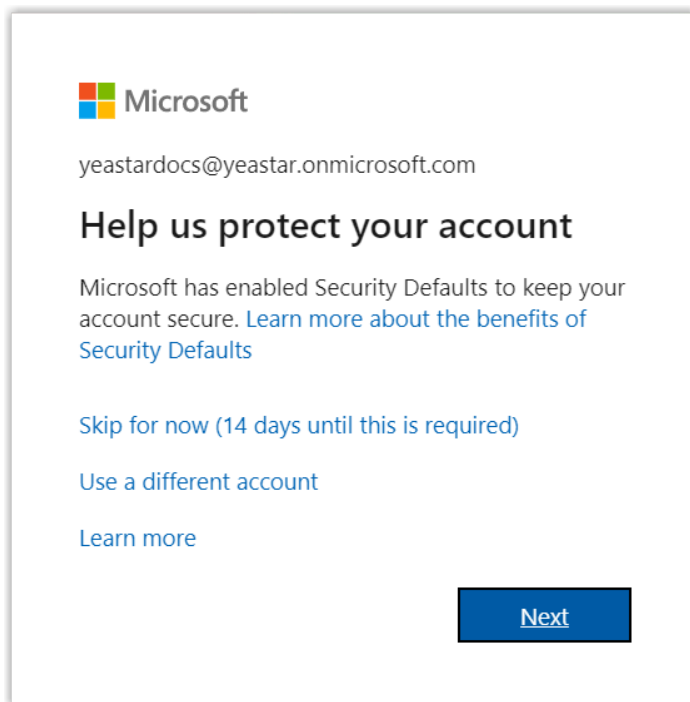 Microsoft
yeastardocs@yeastar.onmicrosoft.com
Help us protect your account
Microsoft has enabled Security Defaults to keep your
account secure. Learn more about the benefits of
Security Defaults
Skip for now (14 days until this is required)
Use a different account
Learn more
Next